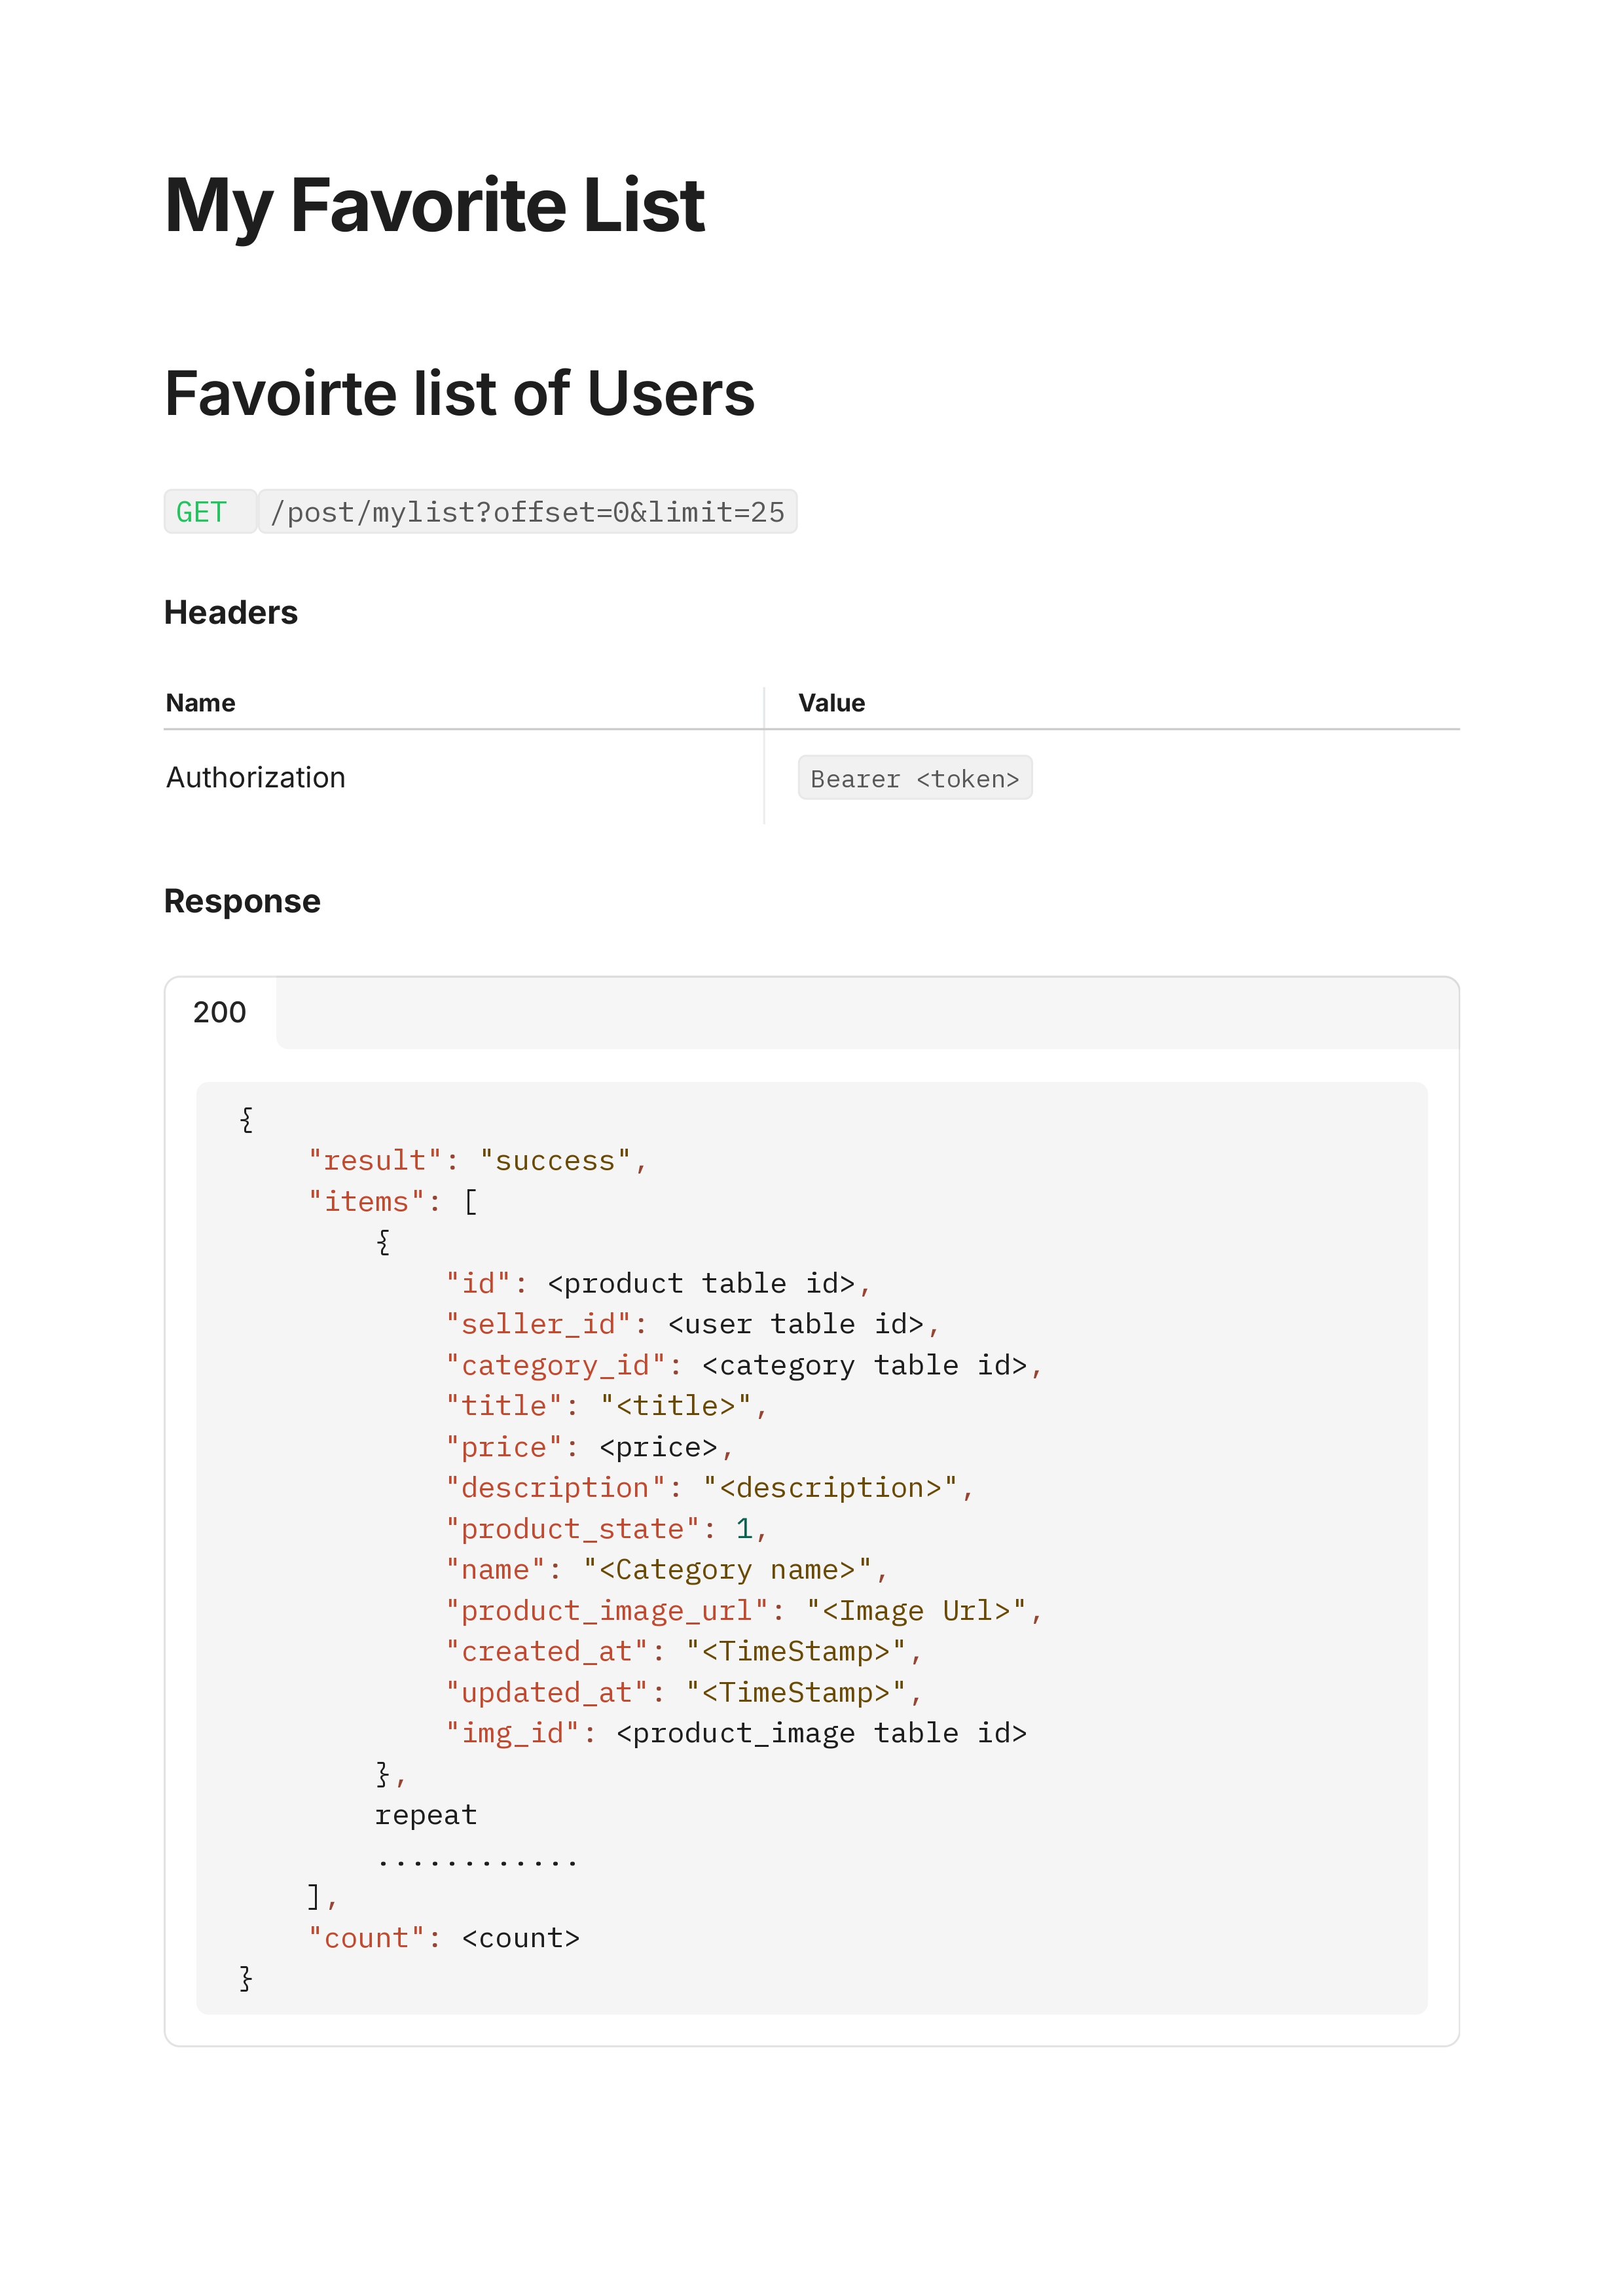 My Favorite List
Favoirte list of Users
GET /post/mylist?offset=0&limit=25
Headers
Name Value
Authorization Bearer <token>
Response
200
{
"result": "success",
"items": [
{
"id": <product table id>,
"seller_id": <user table id>,
"category_id": <category table id>,
"title": "<title>",
"price": <price>,
"description": "<description>",
"product_state": 1,
"name": "<Category name>",
"product_image_url": "<Image Url>",
"created_at": "<TimeStamp>",
"updated_at": "<TimeStamp>",
"img_id": <product_image table id>
},
repeat
............
],
"count": <count>
}